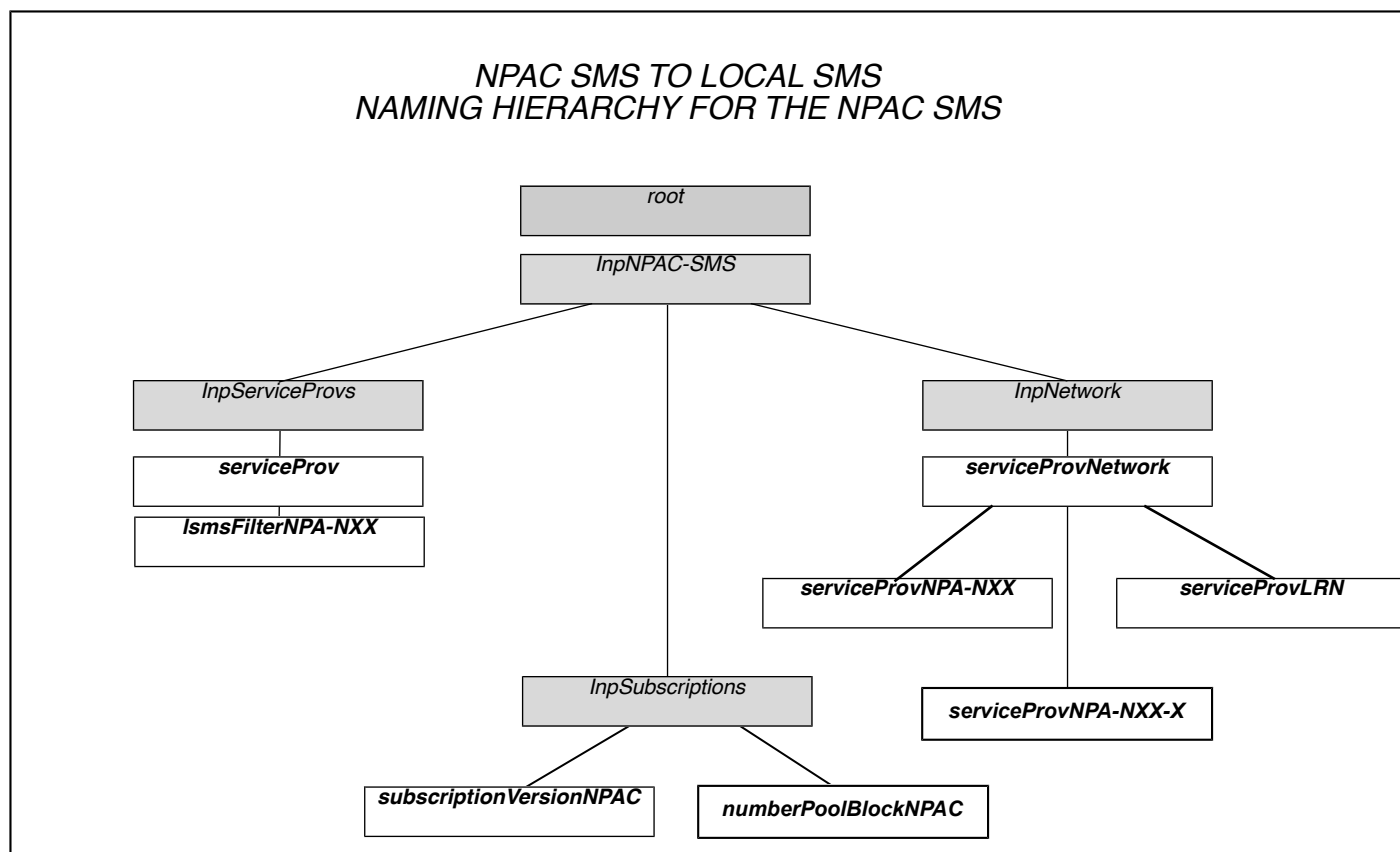 NPAC SMS TO LOCAL SMS
NAMING HIERARCHY FOR THE NPAC SMS
root
lnpNPAC-SMS
lnpServiceProvs
lnpNetwork
serviceProv
serviceProvNetwork
lsmsFilterNPA-NXX
serviceProvNPA-NXX
serviceProvLRN
lnpSubscriptions
serviceProvNPA-NXX-X
subscriptionVersionNPAC
numberPoolBlockNPAC